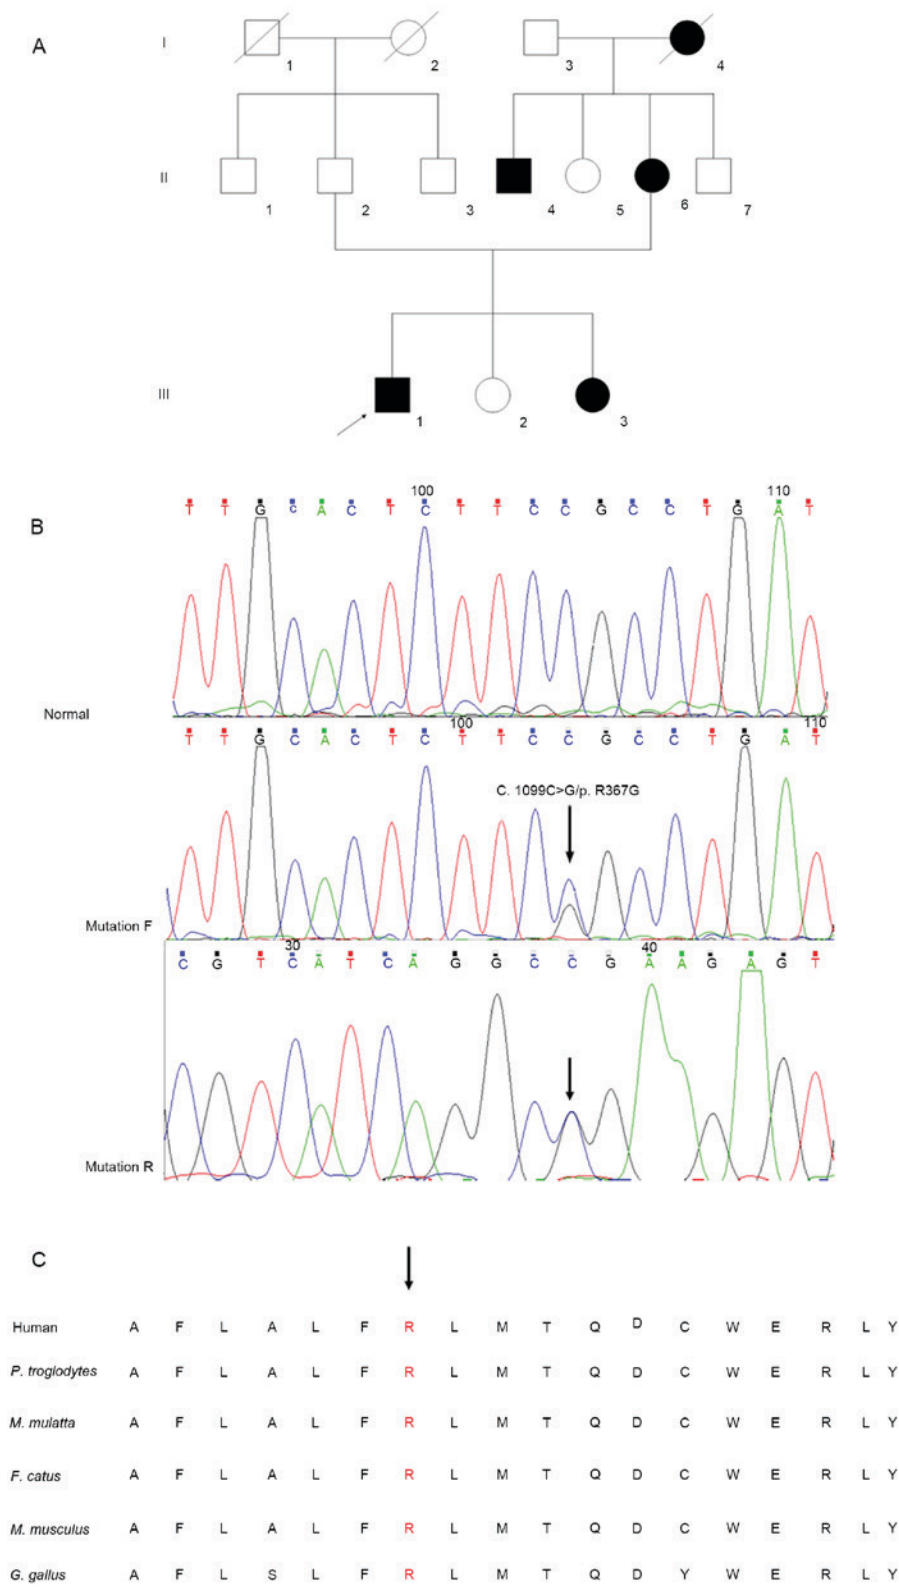 A
I
1
2
3
4
II
1
2
3
4
5
6
7
III
1
2
3
B
100
110
T T G C A C T C T T C C G C C T G A T
Normal
100
110
T T G C A C T C T T C C G C C T G A T
C. 1099C>G/p. R367G
Mutation F
30
40
C G T C A T C A G G C C G A A G A G T
Mutation R
C
Human A F L A L F R L M T Q D C W E R L Y
P. troglodytes A F L A L F R L M T Q D C W E R L Y
M. mulatta A F L A L F R L M T Q D C W E R L Y
F. catus A F L A L F R L M T Q D C W E R L Y
M. musculus A F L A L F R L M T Q D C W E R L Y
G. gallus A F L S L F R L M T Q D Y W E R L Y